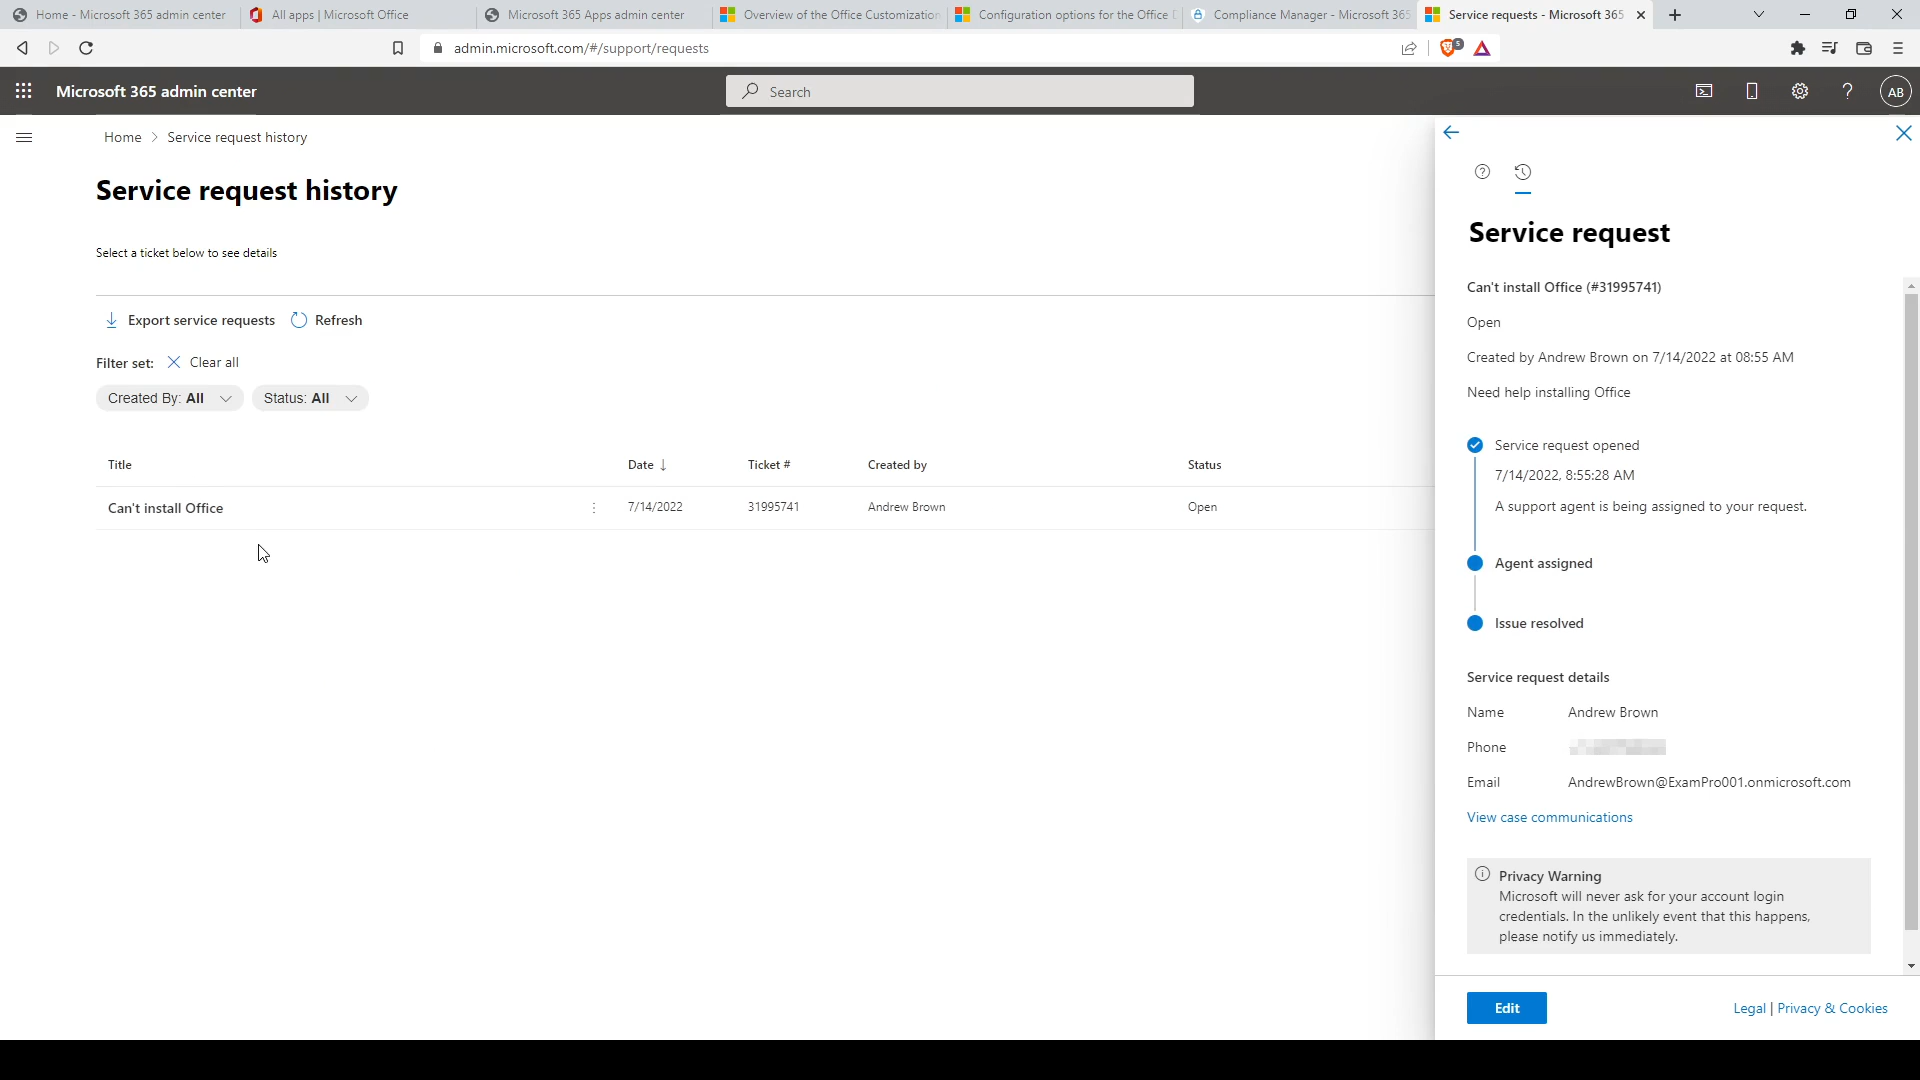 Home - Microsoft 365 admin center
All apps | Microsoft Office
Microsoft 365 Apps admin center
Overview of the Office Customization
Configuration options for the Office D
Compliance Manager - Microsoft 365
Service requests - Microsoft 365
admin.microsoft.com/#/support/requests
5
Microsoft 365 admin center
Search
AB
Home > Service request history
Service request history
Select a ticket below to see details
Export service requests
Refresh
Filter set:
Clear all
Created By: All
Status: All
Title
Date ↓
Ticket #
Created by
Status
Can't install Office
7/14/2022
31995741
Andrew Brown
Open
Service request
Can't install Office (#31995741)
Open
Created by Andrew Brown on 7/14/2022 at 08:55 AM
Need help installing Office
Service request opened
7/14/2022, 8:55:28 AM
A support agent is being assigned to your request.
Agent assigned
Issue resolved
Service request details
Name Andrew Brown
Phone
Email AndrewBrown@ExamPro001.onmicrosoft.com
View case communications
Privacy Warning
Microsoft will never ask for your account login
credentials. In the unlikely event that this happens,
please notify us immediately.
Edit
Legal | Privacy & Cookies